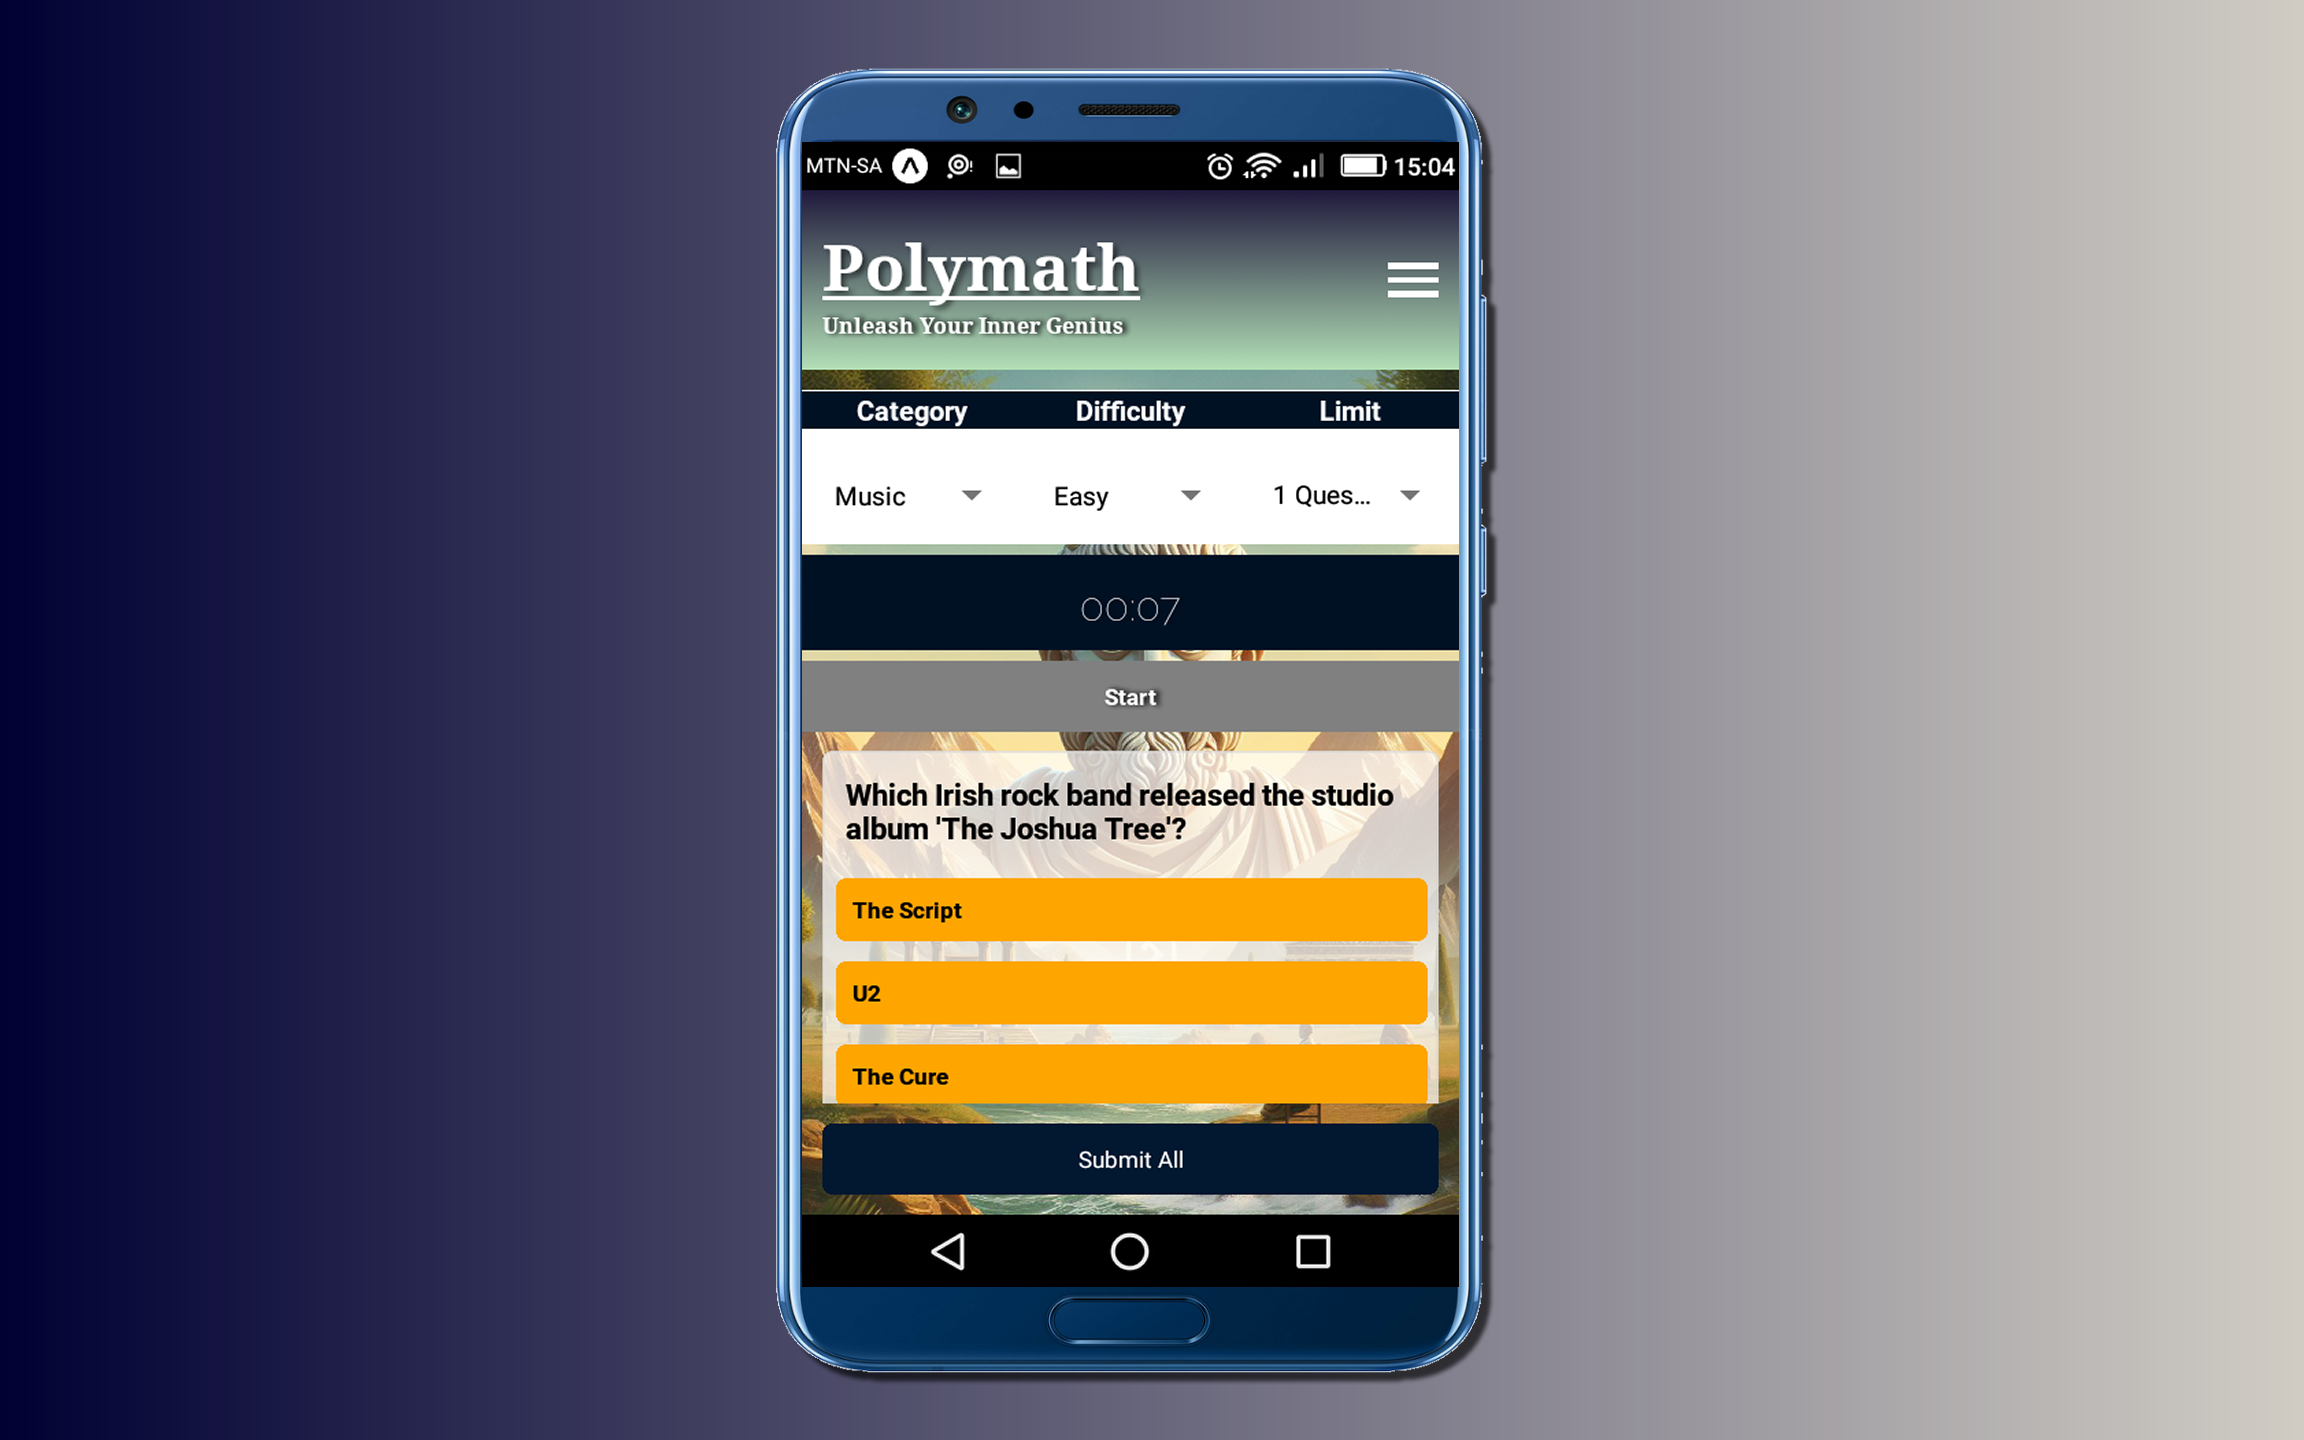 MTN-SA 15:04
Polymath
Unleash Your Inner Genius
Category Difficulty Limit
Music Easy 1 Ques...
00:07
Start
Which Irish rock band released the studio
album 'The Joshua Tree'?
The Script
U2
The Cure
Submit All